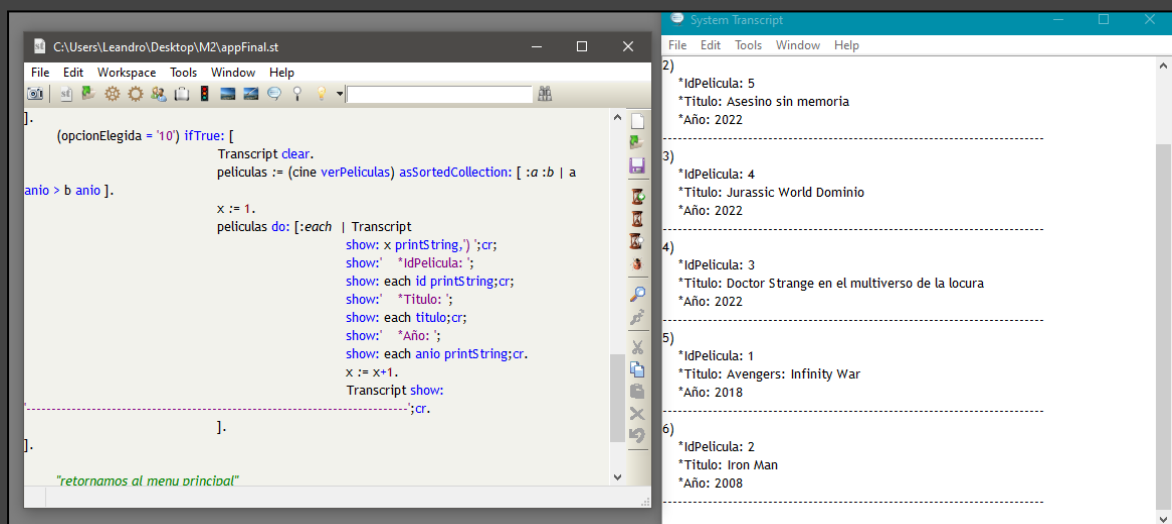 C:\Users\Leandro\Desktop\M2\appFinal.st
File Edit Workspace Tools Window Help
].
(opcionElegida = '10') ifTrue: [
Transcript clear.
peliculas := (cine verPeliculas) asSortedCollection: [ :a :b | a
anio > b anio ].
x := 1.
peliculas do: [:each | Transcript
show: x printString,') ';cr;
show:' *IdPelicula: ';
show: each id printString;cr;
show:' *Titulo: ';
show: each titulo;cr;
show:' *Año: ';
show: each anio printString;cr.
x := x+1.
Transcript show:
'-----------------------------------------------------------------------------';cr.
].
].
"retornamos al menu principal"
System Transcript
File Edit Tools Window Help
2)
*IdPelicula: 5
*Titulo: Asesino sin memoria
*Año: 2022
-----------------------------------------------------------------------------
3)
*IdPelicula: 4
*Titulo: Jurassic World Dominio
*Año: 2022
-----------------------------------------------------------------------------
4)
*IdPelicula: 3
*Titulo: Doctor Strange en el multiverso de la locura
*Año: 2022
-----------------------------------------------------------------------------
5)
*IdPelicula: 1
*Titulo: Avengers: Infinity War
*Año: 2018
-----------------------------------------------------------------------------
6)
*IdPelicula: 2
*Titulo: Iron Man
*Año: 2008
-----------------------------------------------------------------------------